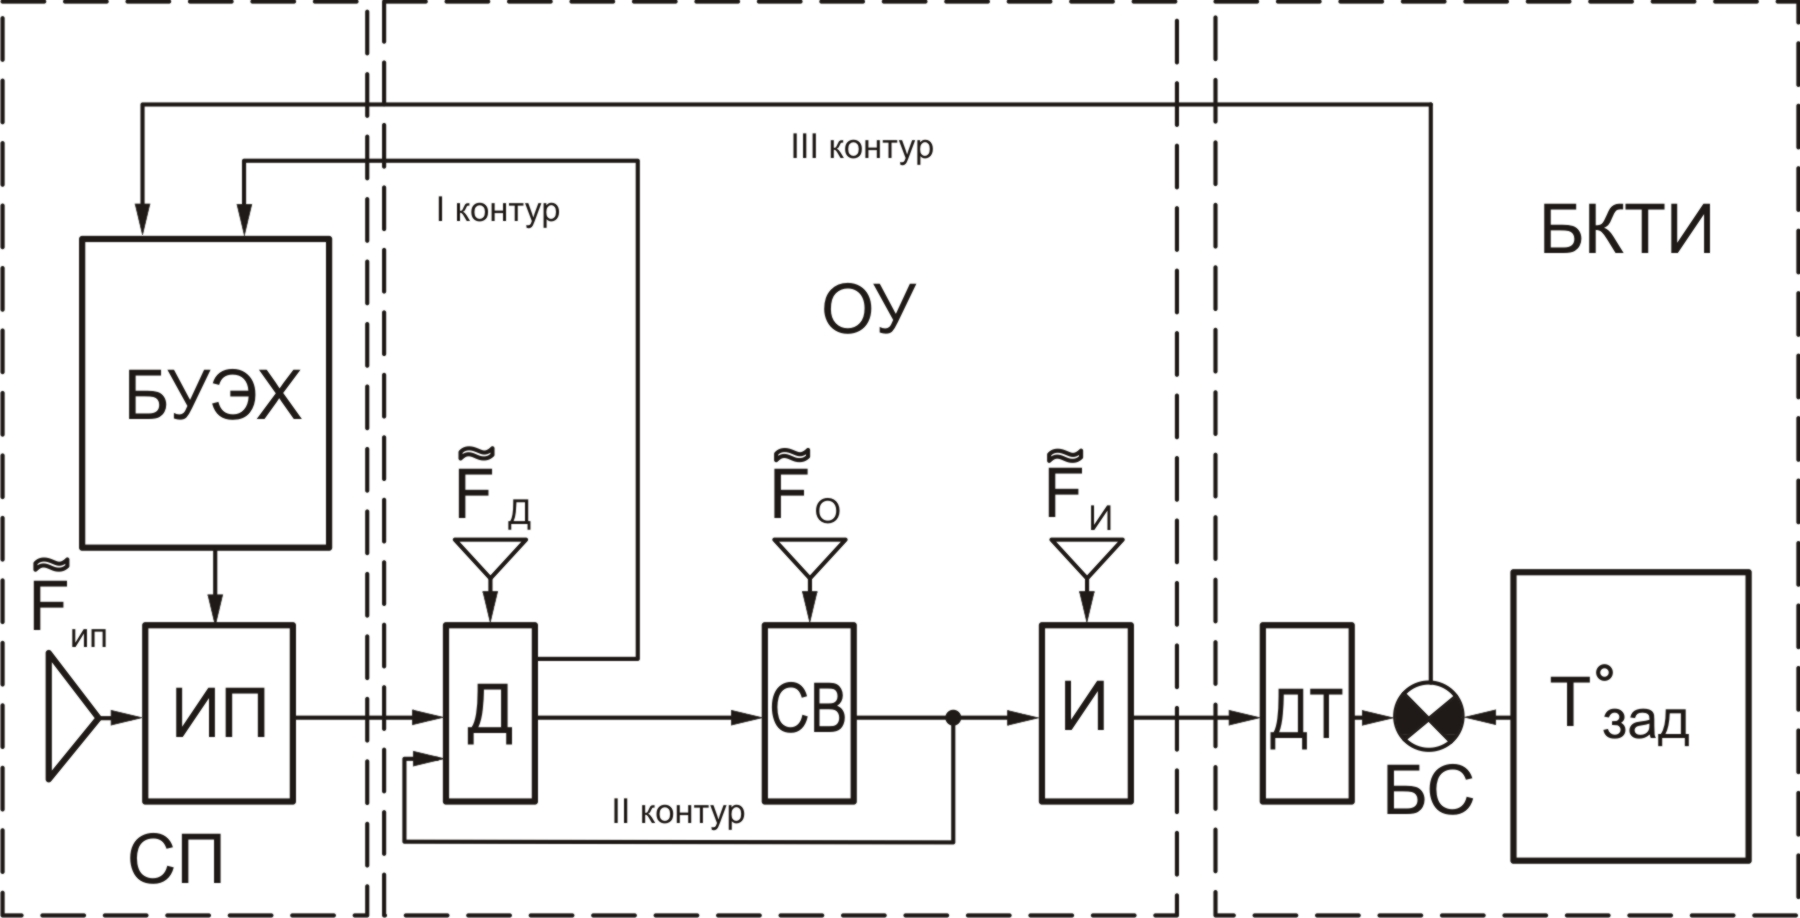 III контур
I контур
БКТИ
ОУ
БУЭХ
F̃̃ Д
F̃̃ О
F̃̃ И
F̃̃ ип
ИП
Д
СВ
И
ДТ
T° зад
БС
II контур
СП